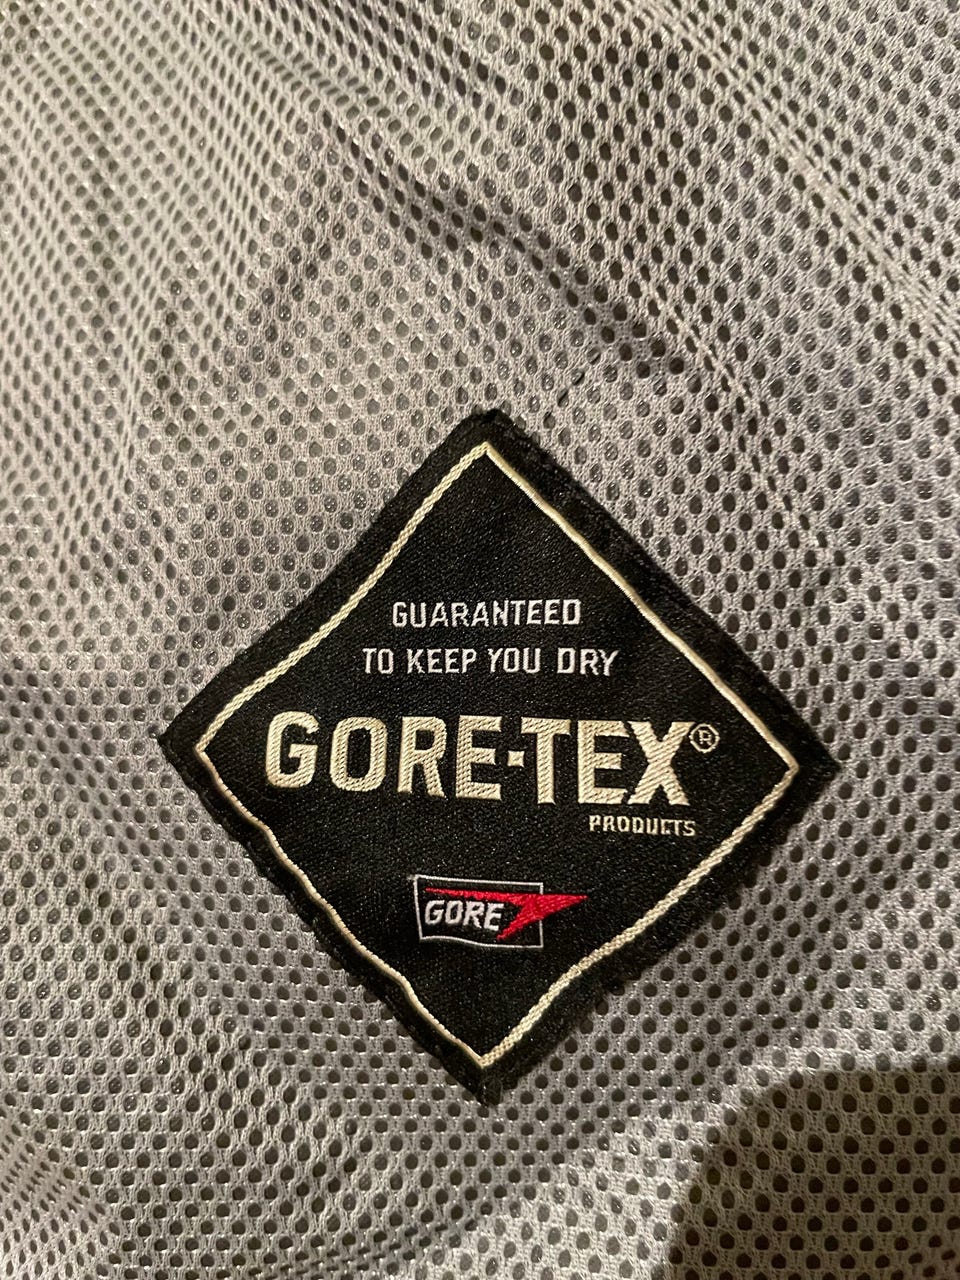 GUARANTEED
TO KEEP YOU DRY
GORE-TEX®
PRODUCTS
GORE